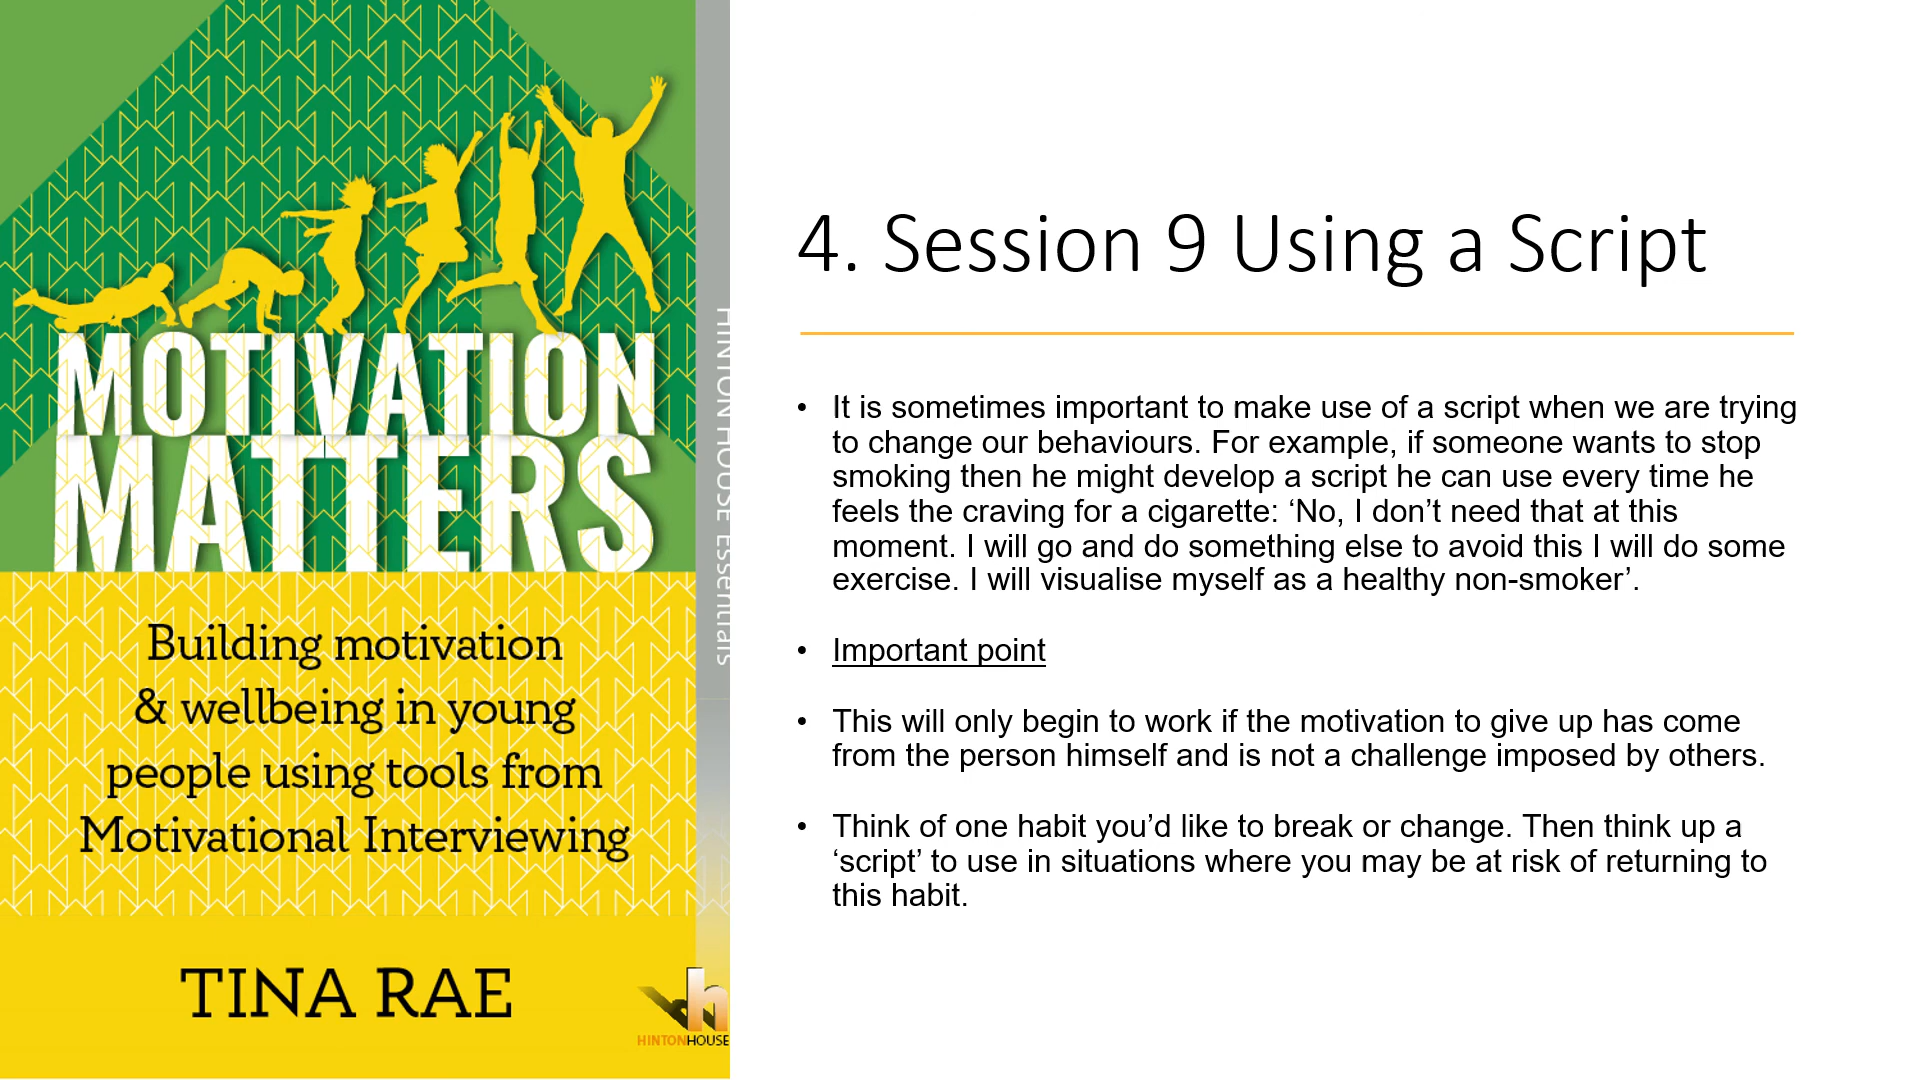 MOTIVATION
MATTERS
Building motivation
& wellbeing in young
people using tools from
Motivational Interviewing
TINA RAE
HINTON HOUSE Essentials
HINTONHOUSE
4. Session 9 Using a Script
• It is sometimes important to make use of a script when we are trying
to change our behaviours. For example, if someone wants to stop
smoking then he might develop a script he can use every time he
feels the craving for a cigarette: ‘No, I don’t need that at this
moment. I will go and do something else to avoid this I will do some
exercise. I will visualise myself as a healthy non-smoker’.
• Important point
• This will only begin to work if the motivation to give up has come
from the person himself and is not a challenge imposed by others.
• Think of one habit you’d like to break or change. Then think up a
‘script’ to use in situations where you may be at risk of returning to
this habit.